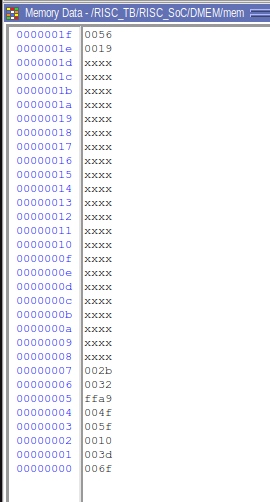 Memory Data - /RISC_TB/RISC_SoC/DMEM/mem
0000001f 0056
0000001e 0019
0000001d xxxx
0000001c xxxx
0000001b xxxx
0000001a xxxx
00000019 xxxx
00000018 xxxx
00000017 xxxx
00000016 xxxx
00000015 xxxx
00000014 xxxx
00000013 xxxx
00000012 xxxx
00000011 xxxx
00000010 xxxx
0000000f xxxx
0000000e xxxx
0000000d xxxx
0000000c xxxx
0000000b xxxx
0000000a xxxx
00000009 xxxx
00000008 xxxx
00000007 002b
00000006 0032
00000005 ffa9
00000004 004f
00000003 005f
00000002 0010
00000001 003d
00000000 006f